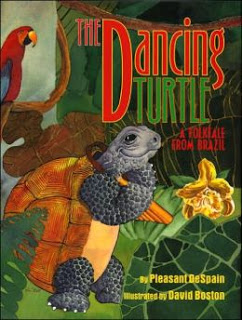 THE
DANCING
TURTLE
A FOLKTALE
FROM BRAZIL
BY PLEASANT DESPAIN
ILLUSTRATED BY DAVID BOSTON